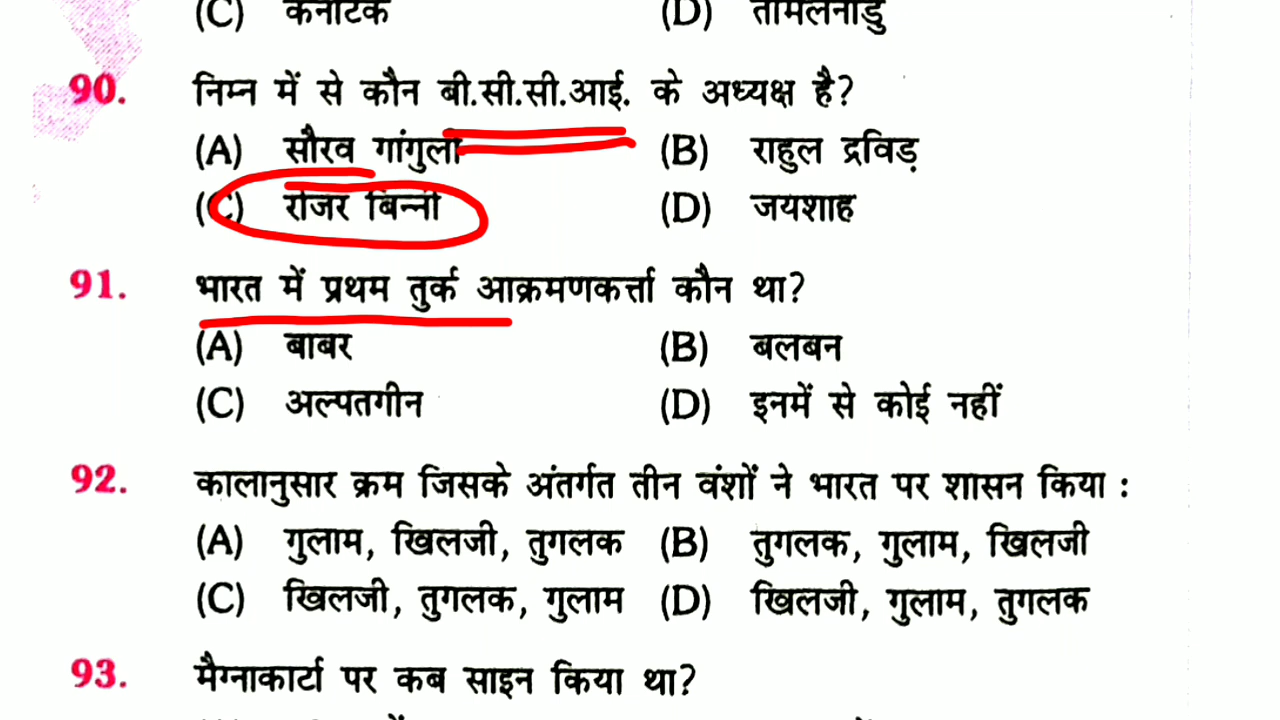 (C) कर्नाटक (D) तामिलनाडु
90. निम्न में से कौन बी.सी.सी.आई. के अध्यक्ष है?
(A) सौरव गांगुली (B) राहुल द्रविड़
(C) रोजर बिन्नी (D) जयशाह
91. भारत में प्रथम तुर्क आक्रमणकर्त्ता कौन था?
(A) बाबर (B) बलबन
(C) अल्पतगीन (D) इनमें से कोई नहीं
92. कालानुसार क्रम जिसके अंतर्गत तीन वंशों ने भारत पर शासन किया :
(A) गुलाम, खिलजी, तुगलक (B) तुगलक, गुलाम, खिलजी
(C) खिलजी, तुगलक, गुलाम (D) खिलजी, गुलाम, तुगलक
93. मैग्नाकार्टा पर कब साइन किया था?